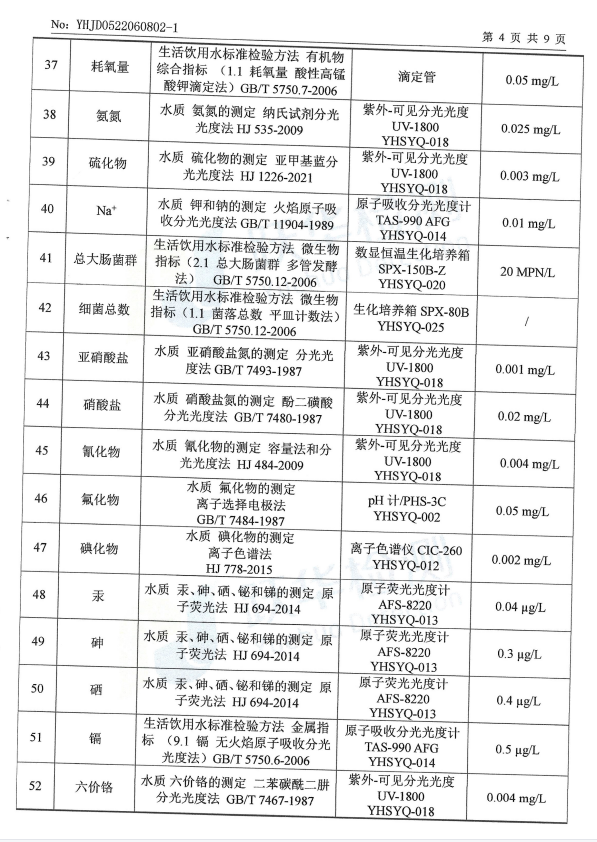 No: YHJD0522060802-1
第 4 页 共 9 页
37
耗氧量
生活饮用水标准检验方法 有机物
综合指标 （1.1 耗氧量 酸性高锰
酸钾滴定法）GB/T 5750.7-2006
滴定管
0.05 mg/L
38
氨氮
水质 氨氮的测定 纳氏试剂分光
光度法 HJ 535-2009
紫外-可见分光光度
UV-1800
YHSYQ-018
0.025 mg/L
39
硫化物
水质 硫化物的测定 亚甲基蓝分
光光度法 HJ 1226-2021
紫外-可见分光光度
UV-1800
YHSYQ-018
0.003 mg/L
40
Na⁺
水质 钾和钠的测定 火焰原子吸
收分光光度法 GB/T 11904-1989
原子吸收分光光度计
TAS-990 AFG
YHSYQ-014
0.01 mg/L
41
总大肠菌群
生活饮用水标准检验方法 微生物
指标（2.1 总大肠菌群 多管发酵
法） GB/T 5750.12-2006
数显恒温生化培养箱
SPX-150B-Z
YHSYQ-020
20 MPN/L
42
细菌总数
生活饮用水标准检验方法 微生物
指标（1.1 菌落总数 平皿计数法）
GB/T 5750.12-2006
生化培养箱 SPX-80B
YHSYQ-025
/
43
亚硝酸盐
水质 亚硝酸盐氮的测定 分光光
度法 GB/T 7493-1987
紫外-可见分光光度
UV-1800
YHSYQ-018
0.001 mg/L
44
硝酸盐
水质 硝酸盐氮的测定 酚二磺酸
分光光度法 GB/T 7480-1987
紫外-可见分光光度
UV-1800
YHSYQ-018
0.02 mg/L
45
氰化物
水质 氰化物的测定 容量法和分
光光度法 HJ 484-2009
紫外-可见分光光度
UV-1800
YHSYQ-018
0.004 mg/L
46
氟化物
水质 氟化物的测定
离子选择电极法
GB/T 7484-1987
pH 计/PHS-3C
YHSYQ-002
0.05 mg/L
47
碘化物
水质 碘化物的测定
离子色谱法
HJ 778-2015
离子色谱仪 CIC-260
YHSYQ-012
0.002 mg/L
48
汞
水质 汞、砷、硒、铋和锑的测定 原
子荧光法 HJ 694-2014
原子荧光光度计
AFS-8220
YHSYQ-013
0.04 μg/L
49
砷
水质 汞、砷、硒、铋和锑的测定 原
子荧光法 HJ 694-2014
原子荧光光度计
AFS-8220
YHSYQ-013
0.3 μg/L
50
硒
水质 汞、砷、硒、铋和锑的测定 原
子荧光法 HJ 694-2014
原子荧光光度计
AFS-8220
YHSYQ-013
0.4 μg/L
51
镉
生活饮用水标准检验方法 金属指
标 （9.1 镉 无火焰原子吸收分光
光度法）GB/T 5750.6-2006
原子吸收分光光度计
TAS-990 AFG
YHSYQ-014
0.5 μg/L
52
六价铬
水质 六价铬的测定 二苯碳酰二肼
分光光度法 GB/T 7467-1987
紫外-可见分光光度
UV-1800
YHSYQ-018
0.004 mg/L